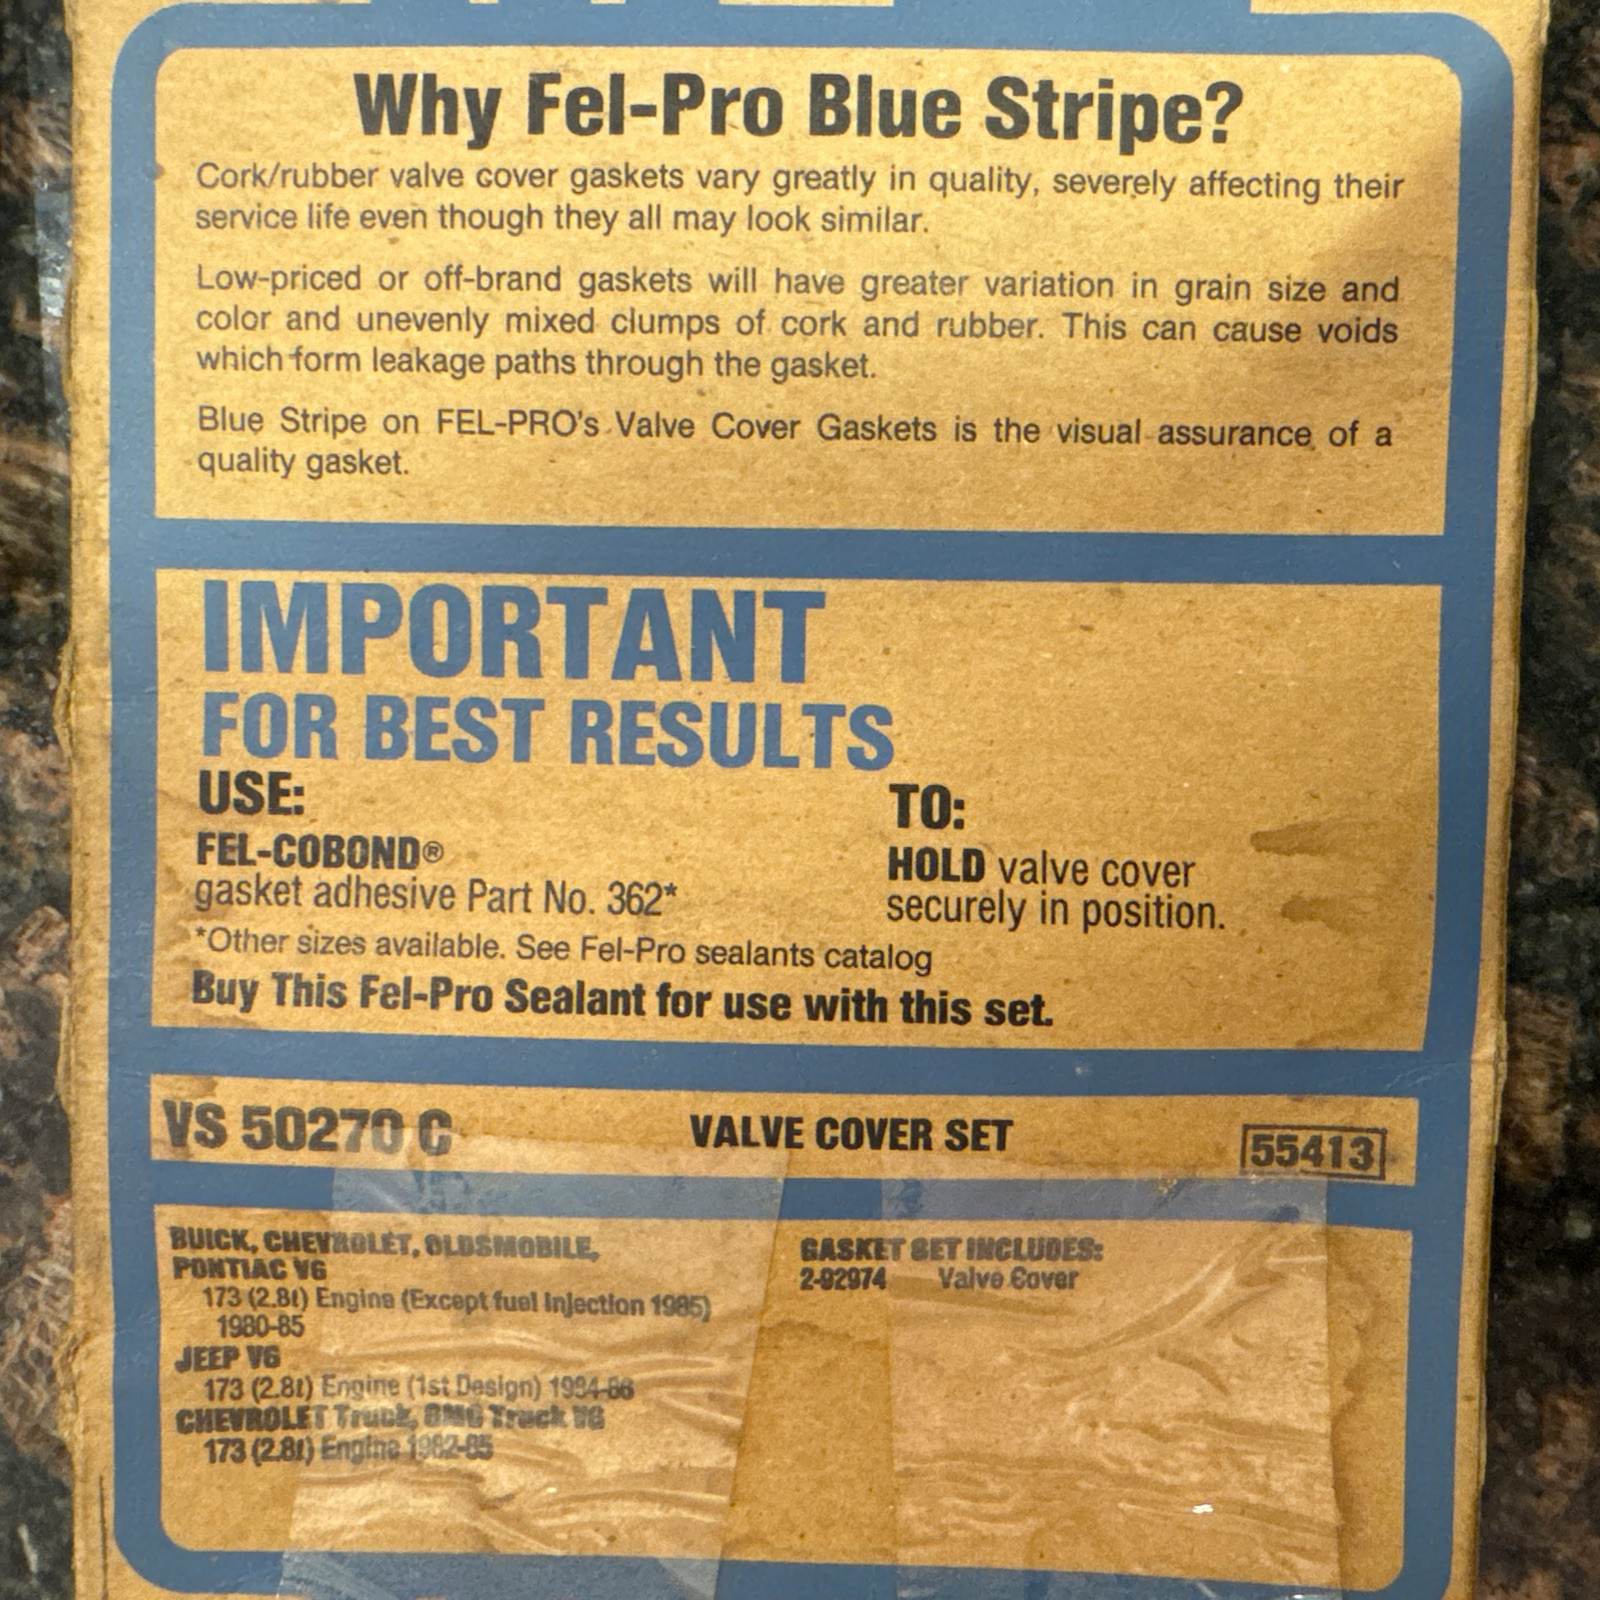 Why Fel-Pro Blue Stripe?
Cork/rubber valve cover gaskets vary greatly in quality, severely affecting their
service life even though they all may look similar.
Low-priced or off-brand gaskets will have greater variation in grain size and
color and unevenly mixed clumps of cork and rubber. This can cause voids
which form leakage paths through the gasket.
Blue Stripe on FEL-PRO's Valve Cover Gaskets is the visual assurance of a
quality gasket.
IMPORTANT
FOR BEST RESULTS
USE:
FEL-COBOND®
gasket adhesive Part No. 362*
TO:
HOLD valve cover
securely in position.
*Other sizes available. See Fel-Pro sealants catalog
Buy This Fel-Pro Sealant for use with this set.
VS 50270 C
VALVE COVER SET
55413
BUICK, CHEVROLET, OLDSMOBILE,
PONTIAC V6
173 (2.8ℓ) Engine (Except fuel injection 1985)
1980-85
JEEP V6
173 (2.8ℓ) Engine (1st Design) 1984-86
CHEVROLET Truck, GMC Truck V6
173 (2.8ℓ) Engine 1982-85
GASKET SET INCLUDES:
2-92974 Valve Cover